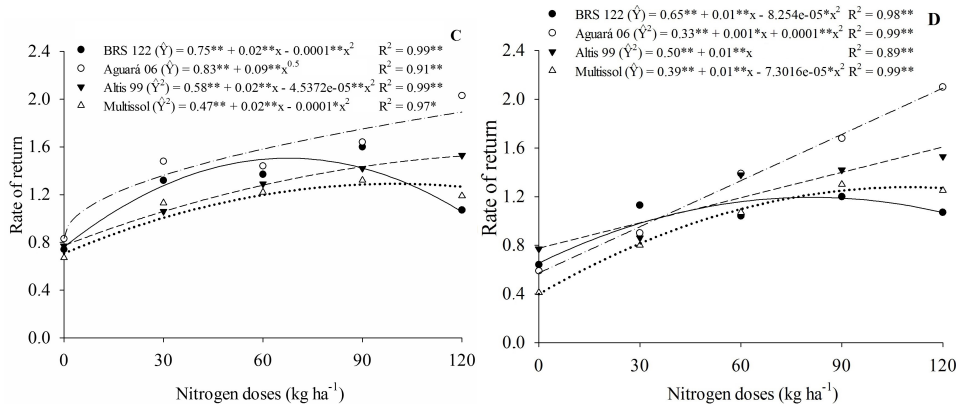 C
BRS 122 (Ŷ) = 0.75** + 0.02**x - 0.0001**x² R² = 0.99**
Aguará 06 (Ŷ) = 0.83** + 0.09**x^0.5 R² = 0.91**
Altis 99 (Ŷ²) = 0.58** + 0.02**x - 4.5372e-05**x² R² = 0.99**
Multissol (Ŷ²) = 0.47** + 0.02**x - 0.0001*x² R² = 0.97*
Rate of return
2.4
2.0
1.6
1.2
0.8
0.4
0.0
0 30 60 90 120
Nitrogen doses (kg ha⁻¹)
D
BRS 122 (Ŷ) = 0.65** + 0.01**x - 8.254e-05*x² R² = 0.98**
Aguará 06 (Ŷ²) = 0.33** + 0.001*x + 0.0001**x² R² = 0.99**
Altis 99 (Ŷ²) = 0.50** + 0.01**x R² = 0.89**
Multissol (Ŷ) = 0.39** + 0.01**x - 7.3016e-05*x² R² = 0.99**
Rate of return
2.4
2.0
1.6
1.2
0.8
0.4
0.0
0 30 60 90 120
Nitrogen doses (kg ha⁻¹)